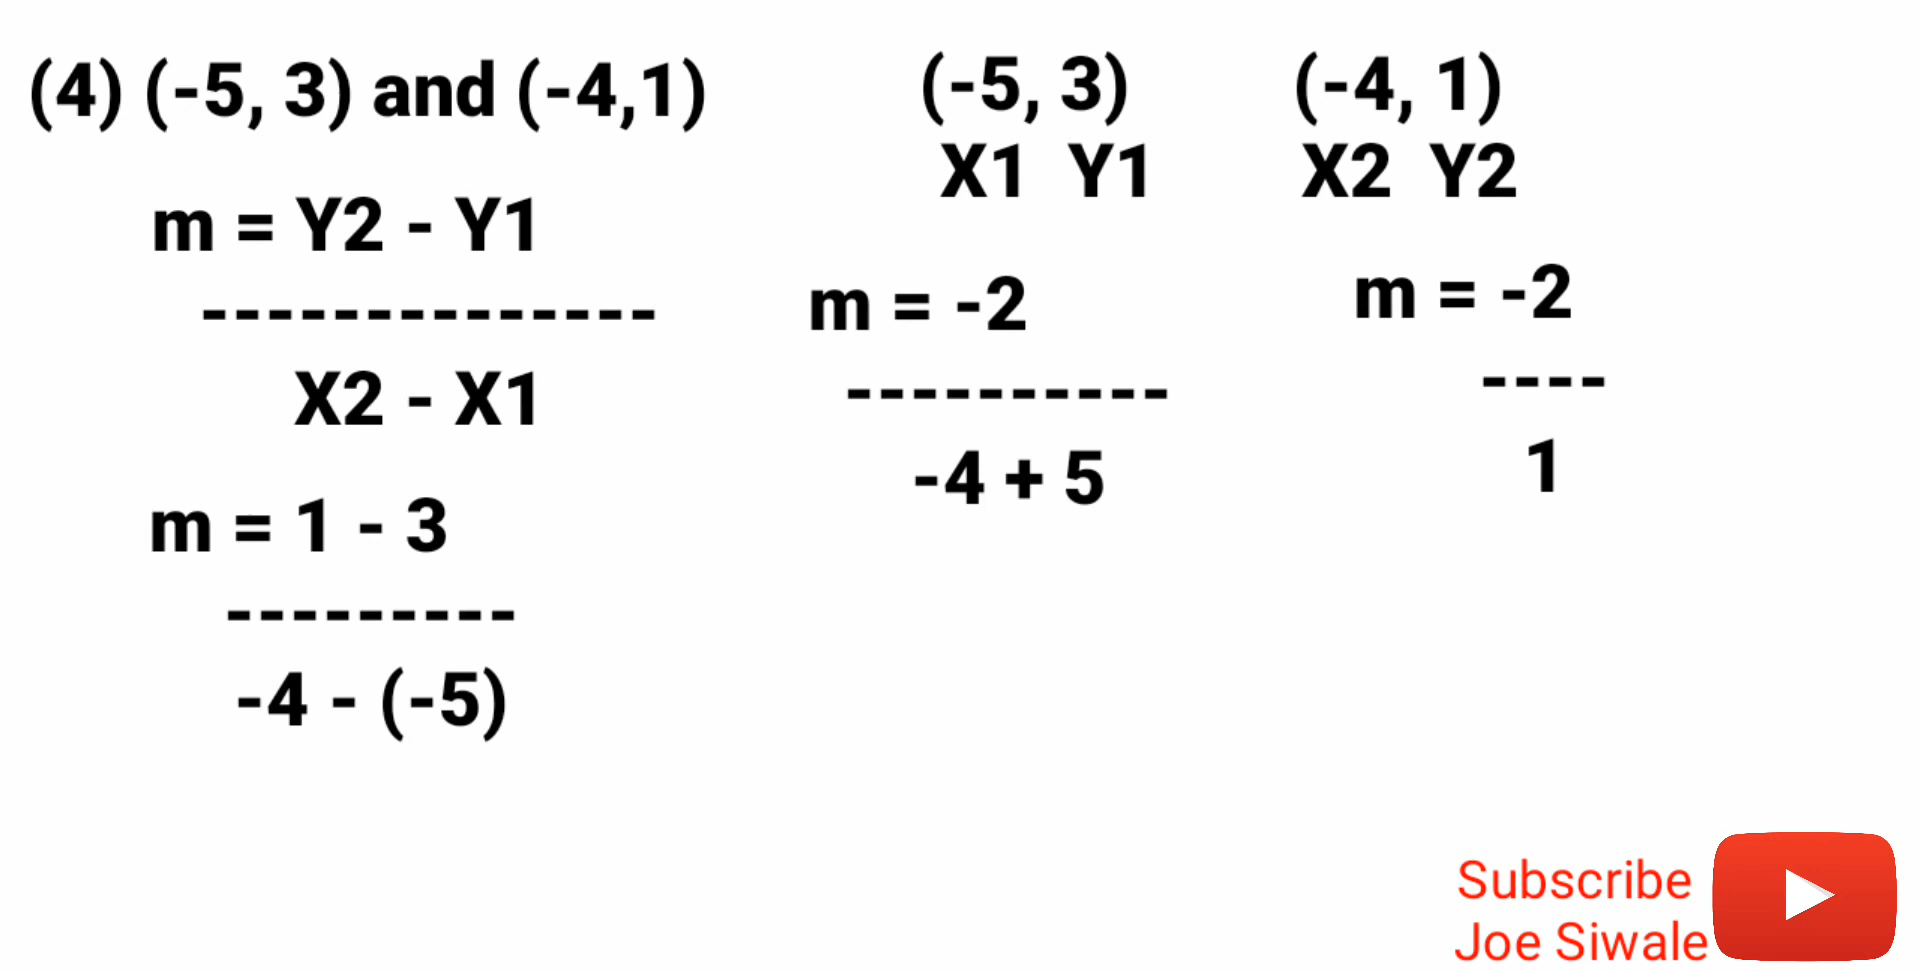 (4) (-5, 3) and (-4,1)
m = Y2 - Y1
--------------
X2 - X1
m = 1 - 3
---------
-4 - (-5)
(-5, 3) (-4, 1)
X1 Y1 X2 Y2
m = -2
----------
-4 + 5
m = -2
----
1
Subscribe
Joe Siwale